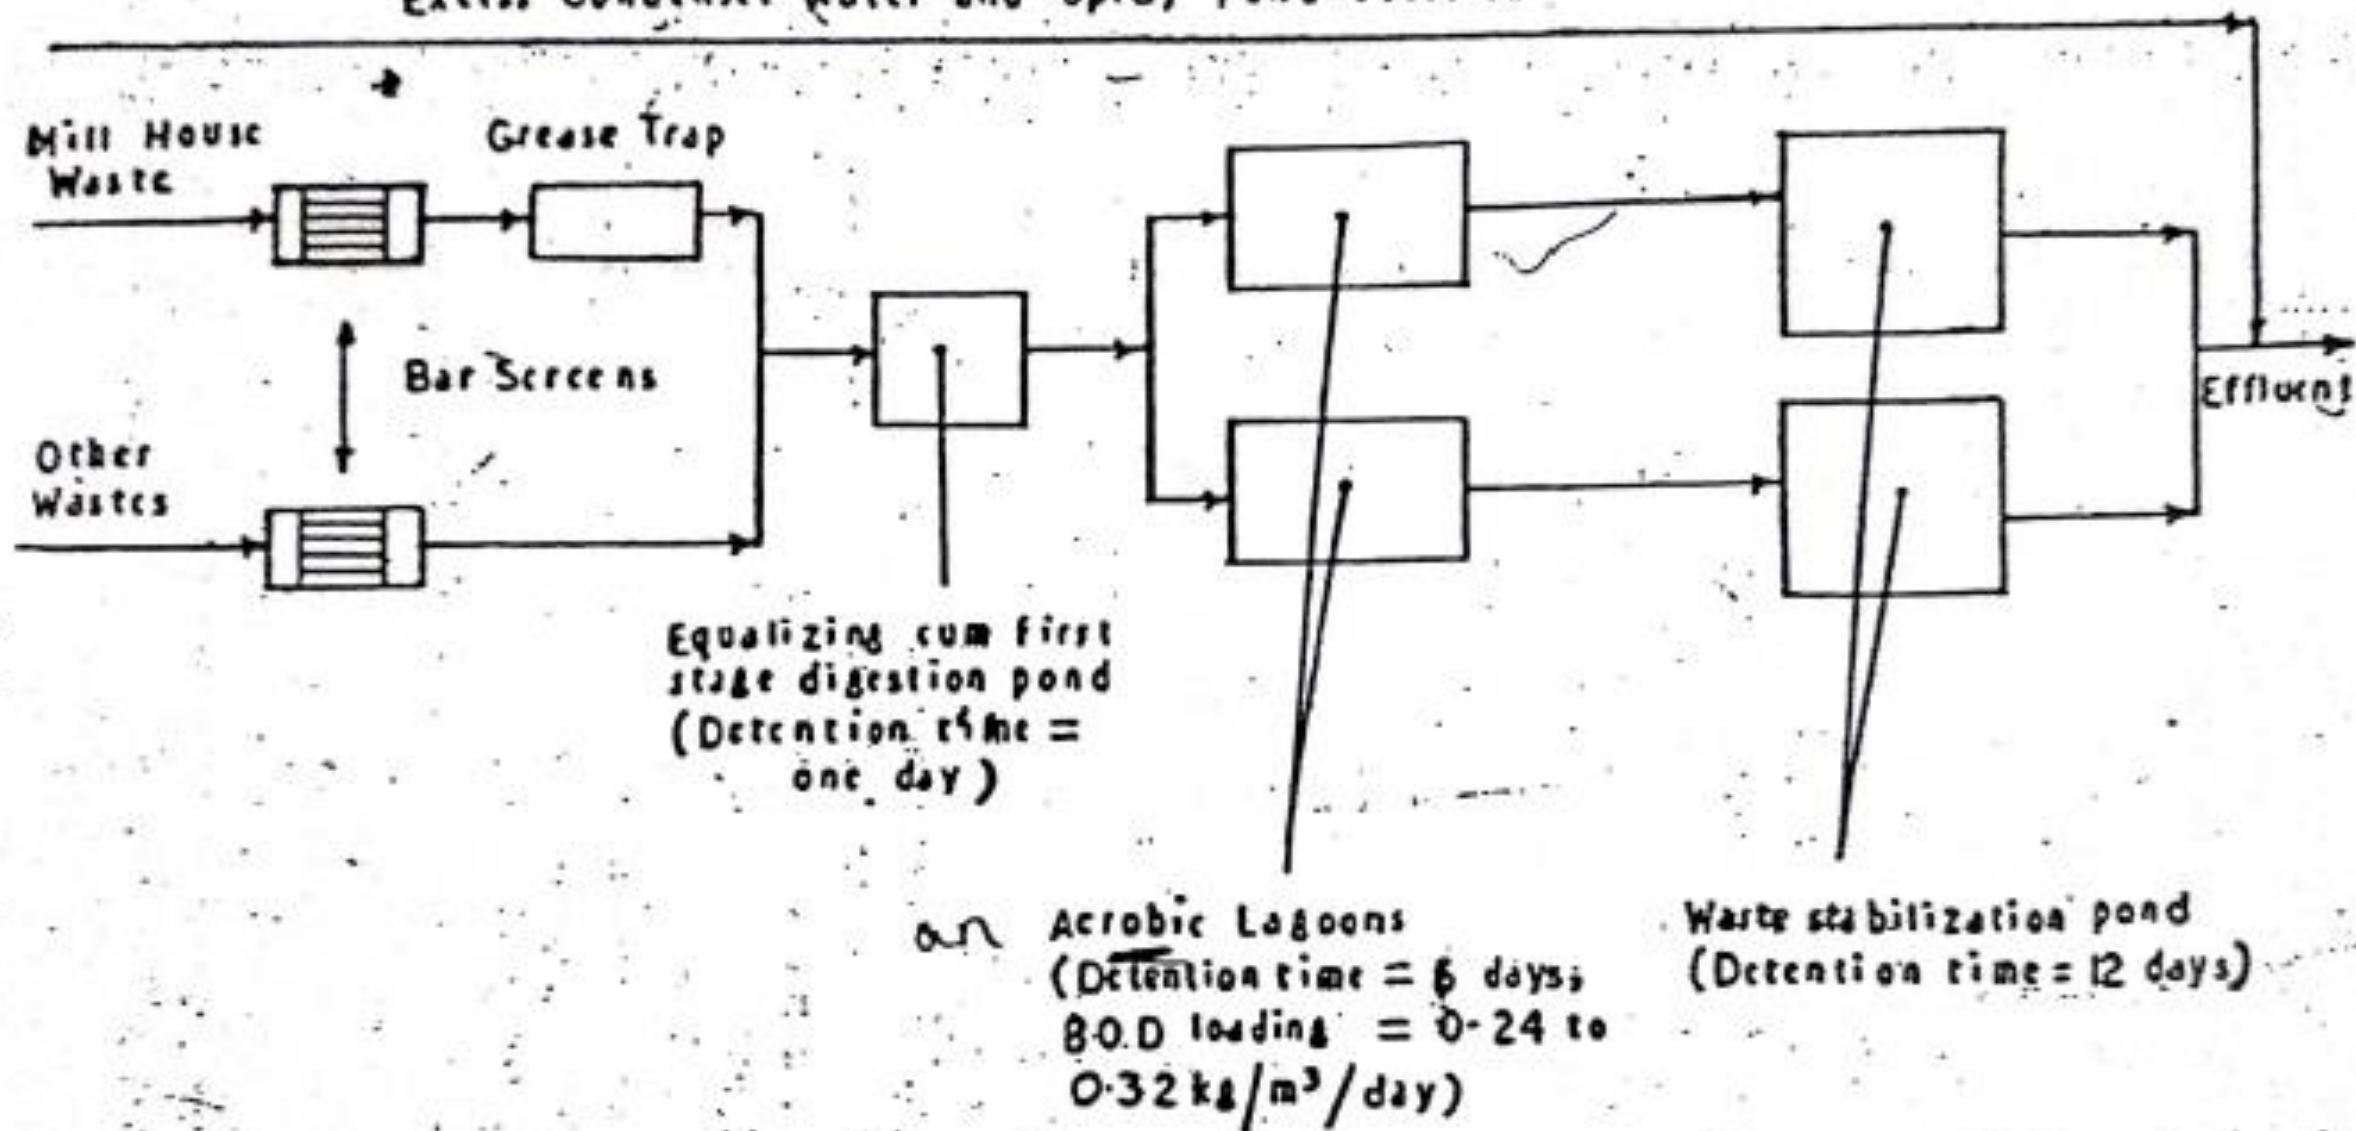 Mill House
Waste
Grease Trap
Bar Screens
Other
Wastes
Effluent
Equalizing cum first
stage digestion pond
(Detention time =
one day)
an Aerobic Lagoons
(Detention time = 6 days;
B.O.D loading = 0.24 to
0.32 kg/m³/day)
Waste stabilization pond
(Detention time = 12 days)